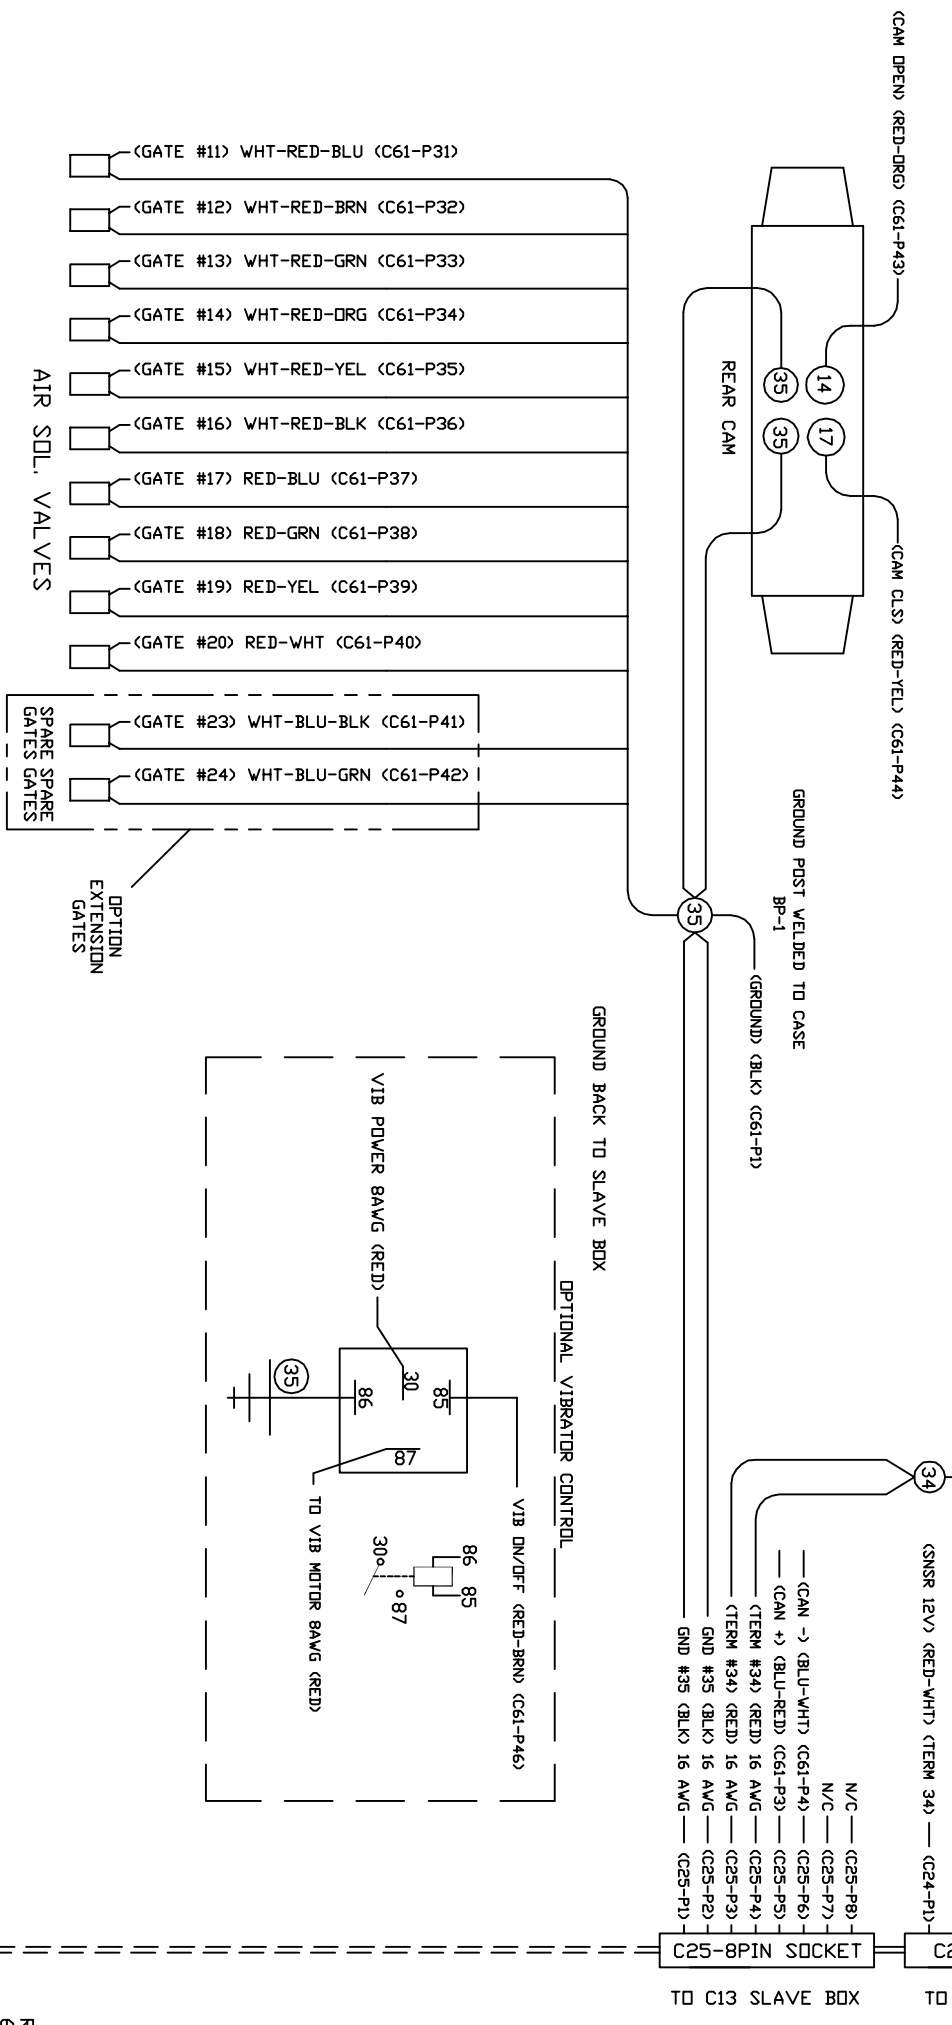 (CAM OPEN) (RED-ORG) (C61-P43)
(CAM CLS) (RED-YEL) (C61-P44)
14
17
35
35
REAR CAM
(GATE #11) WHT-RED-BLU (C61-P31)
(GATE #12) WHT-RED-BRN (C61-P32)
(GATE #13) WHT-RED-GRN (C61-P33)
(GATE #14) WHT-RED-ORG (C61-P34)
(GATE #15) WHT-RED-YEL (C61-P35)
(GATE #16) WHT-RED-BLK (C61-P36)
(GATE #17) RED-BLU (C61-P37)
(GATE #18) RED-GRN (C61-P38)
(GATE #19) RED-YEL (C61-P39)
(GATE #20) RED-WHT (C61-P40)
(GATE #23) WHT-BLU-BLK (C61-P41)
(GATE #24) WHT-BLU-GRN (C61-P42)
AIR SOL. VALVES
SPARE SPARE
GATES GATES
OPTION
EXTENSION
GATES
GROUND POST WELDED TO CASE
BP-1
35
(GROUND) (BLK) (C61-P1)
GROUND BACK TO SLAVE BOX
OPTIONAL VIBRATOR CONTROL
VIB POWER 8AWG (RED)
30
85
86
87
35
VIB ON/OFF (RED-BRN) (C61-P46)
TO VIB MOTOR 8AWG (RED)
86
85
30
87
34
(SNSR 12V) (RED-WHT) (TERM 34) (C24-P1)
N/C (C25-P8)
N/C (C25-P7)
(CAN -) (BLU-WHT) (C61-P4) (C25-P6)
(CAN +) (BLU-RED) (C61-P3) (C25-P5)
(TERM #34) (RED) 16 AWG (C25-P4)
(TERM #34) (RED) 16 AWG (C25-P3)
GND #35 (BLK) 16 AWG (C25-P2)
GND #35 (BLK) 16 AWG (C25-P1)
C25-8PIN SOCKET
TO C13 SLAVE BOX
TO